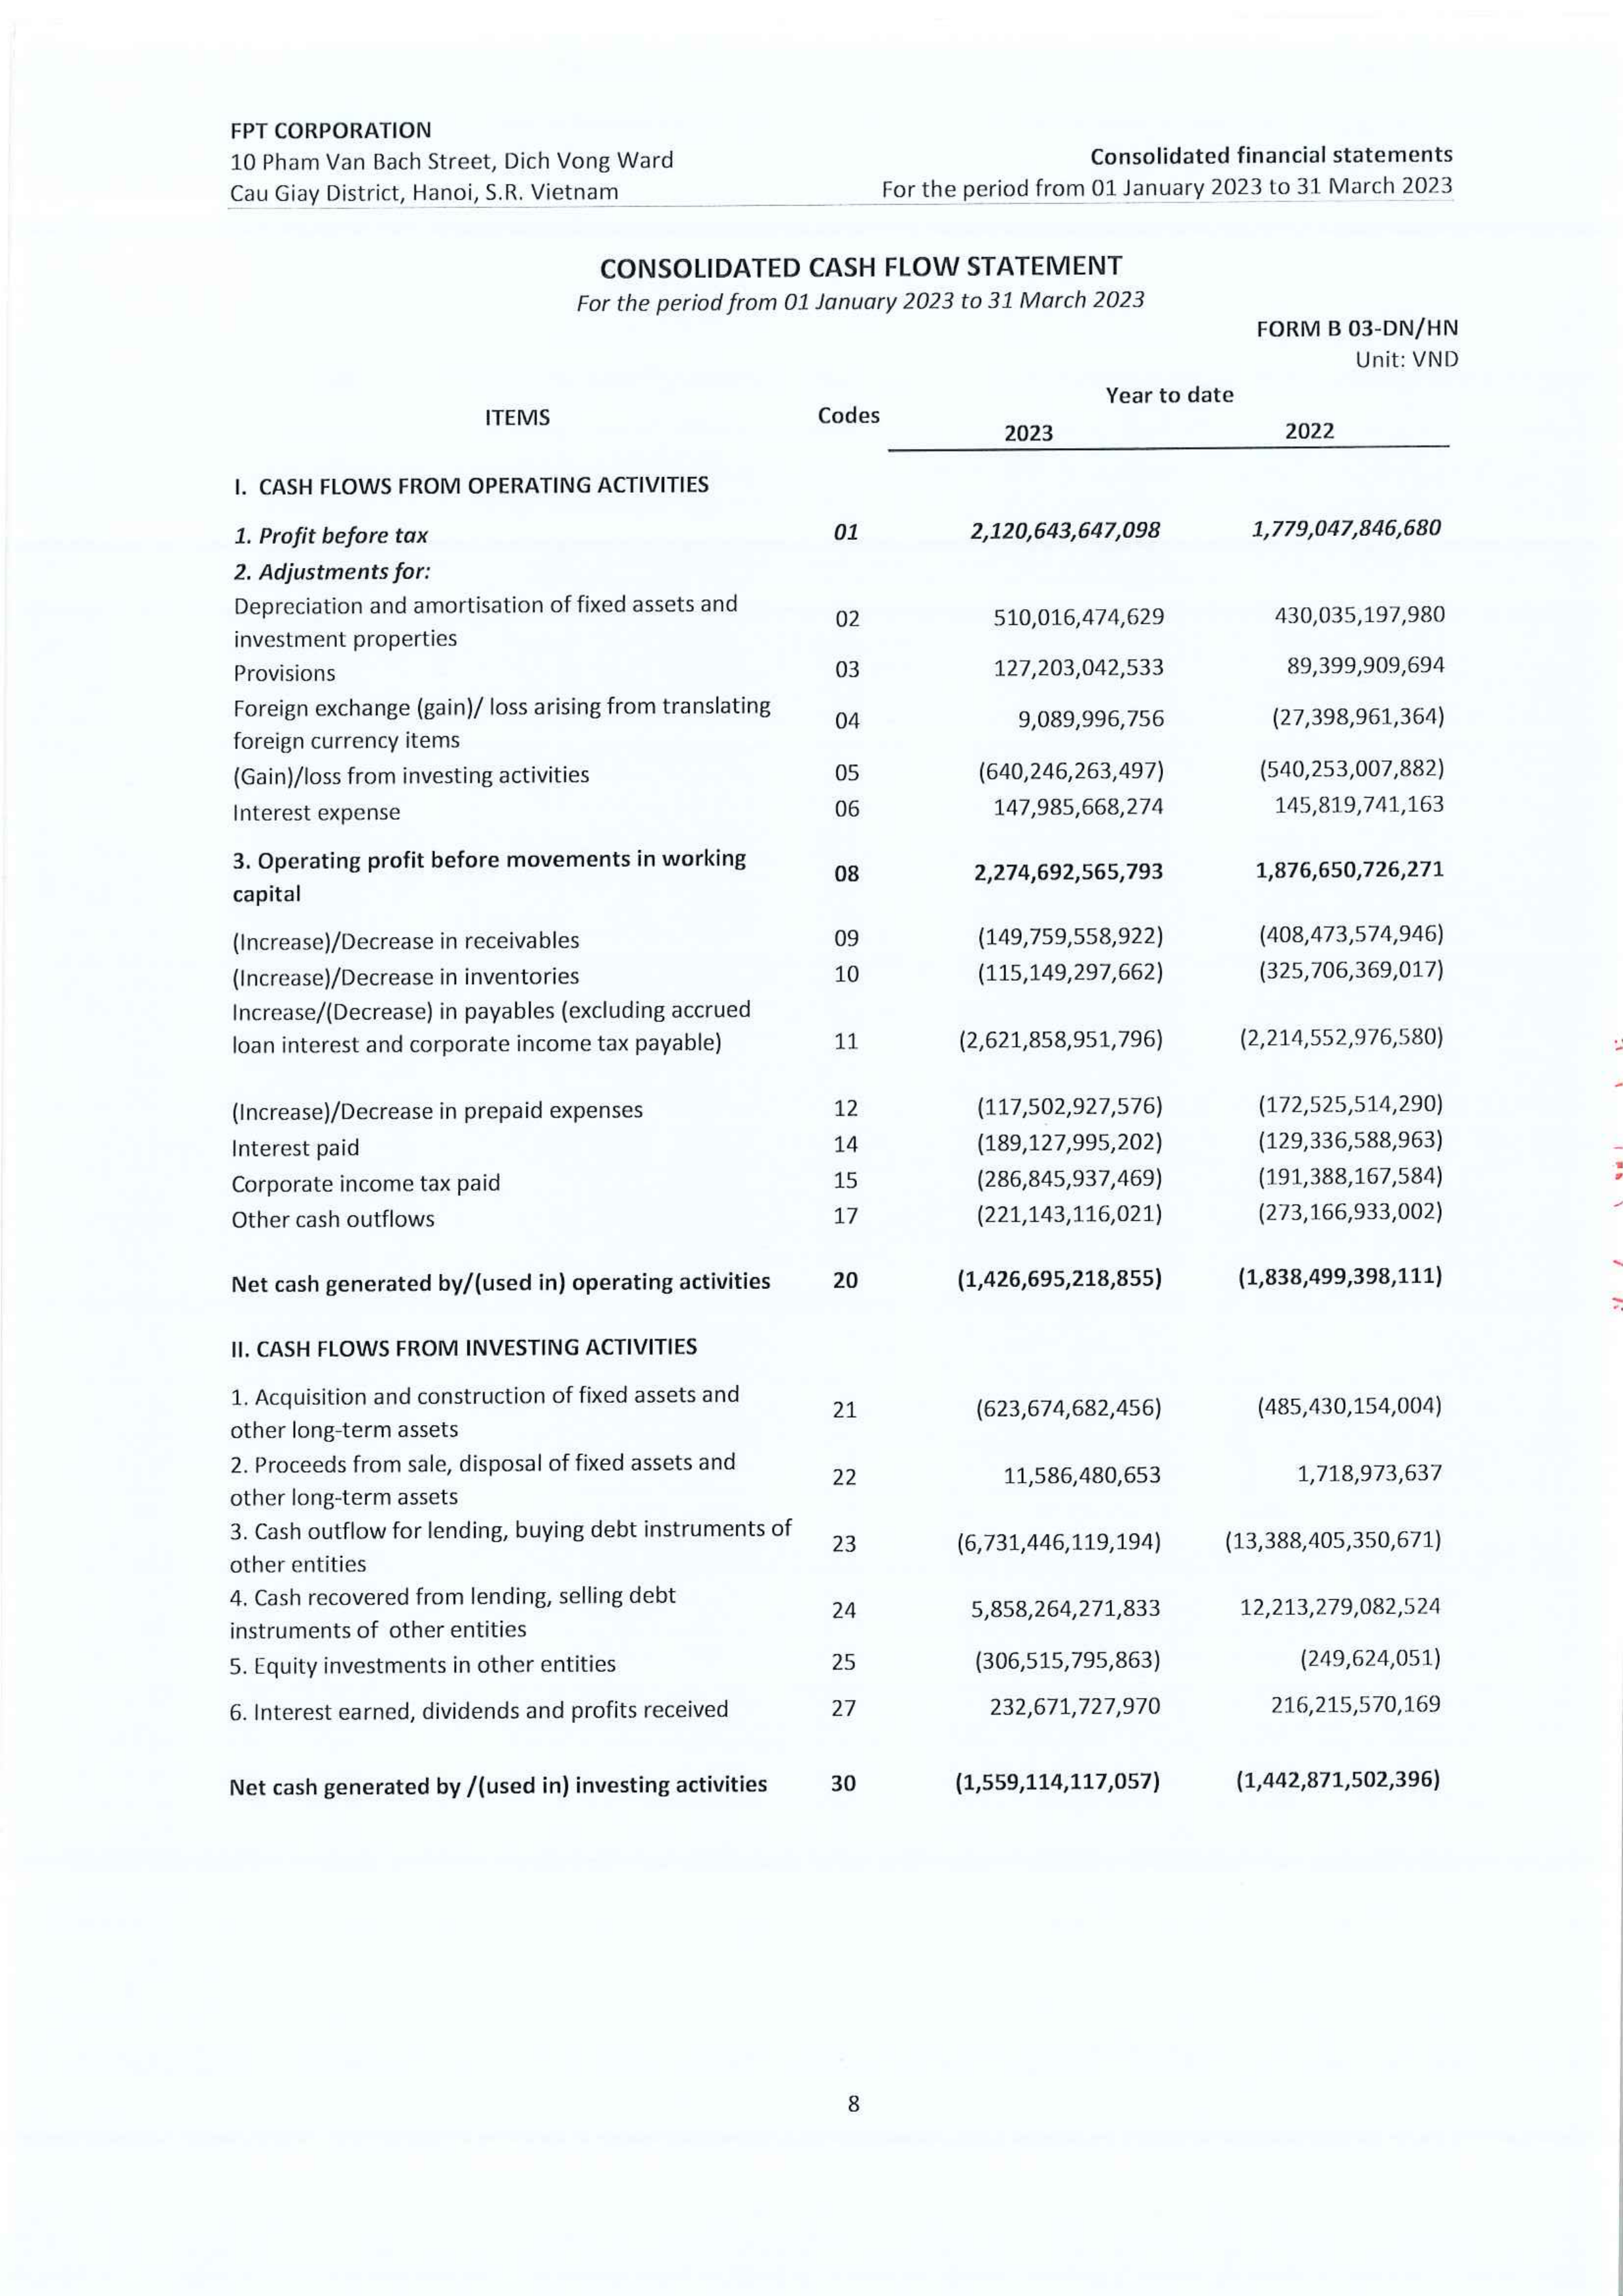 FPT CORPORATION
10 Pham Van Bach Street, Dich Vong Ward
Cau Giay District, Hanoi, S.R. Vietnam
Consolidated financial statements
For the period from 01 January 2023 to 31 March 2023
CONSOLIDATED CASH FLOW STATEMENT
For the period from 01 January 2023 to 31 March 2023
FORM B 03-DN/HN
Unit: VND
ITEMS Codes Year to date
2023 2022
I. CASH FLOWS FROM OPERATING ACTIVITIES
1. Profit before tax 01 2,120,643,647,098 1,779,047,846,680
2. Adjustments for:
Depreciation and amortisation of fixed assets and
investment properties 02 510,016,474,629 430,035,197,980
Provisions 03 127,203,042,533 89,399,909,694
Foreign exchange (gain)/ loss arising from translating
foreign currency items 04 9,089,996,756 (27,398,961,364)
(Gain)/loss from investing activities 05 (640,246,263,497) (540,253,007,882)
Interest expense 06 147,985,668,274 145,819,741,163
3. Operating profit before movements in working
capital 08 2,274,692,565,793 1,876,650,726,271
(Increase)/Decrease in receivables 09 (149,759,558,922) (408,473,574,946)
(Increase)/Decrease in inventories 10 (115,149,297,662) (325,706,369,017)
Increase/(Decrease) in payables (excluding accrued
loan interest and corporate income tax payable) 11 (2,621,858,951,796) (2,214,552,976,580)
(Increase)/Decrease in prepaid expenses 12 (117,502,927,576) (172,525,514,290)
Interest paid 14 (189,127,995,202) (129,336,588,963)
Corporate income tax paid 15 (286,845,937,469) (191,388,167,584)
Other cash outflows 17 (221,143,116,021) (273,166,933,002)
Net cash generated by/(used in) operating activities 20 (1,426,695,218,855) (1,838,499,398,111)
II. CASH FLOWS FROM INVESTING ACTIVITIES
1. Acquisition and construction of fixed assets and
other long-term assets 21 (623,674,682,456) (485,430,154,004)
2. Proceeds from sale, disposal of fixed assets and
other long-term assets 22 11,586,480,653 1,718,973,637
3. Cash outflow for lending, buying debt instruments of
other entities 23 (6,731,446,119,194) (13,388,405,350,671)
4. Cash recovered from lending, selling debt
instruments of other entities 24 5,858,264,271,833 12,213,279,082,524
5. Equity investments in other entities 25 (306,515,795,863) (249,624,051)
6. Interest earned, dividends and profits received 27 232,671,727,970 216,215,570,169
Net cash generated by /(used in) investing activities 30 (1,559,114,117,057) (1,442,871,502,396)
8